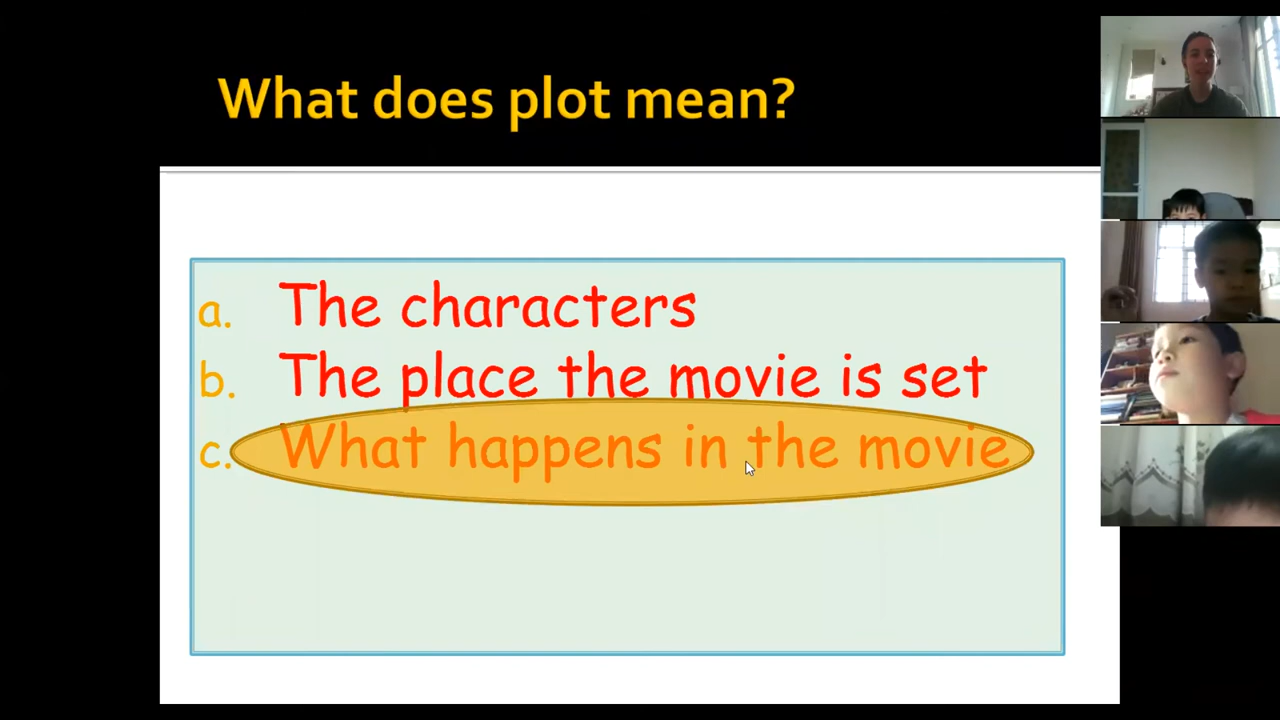 What does plot mean?
a. The characters
b. The place the movie is set
c. What happens in the movie